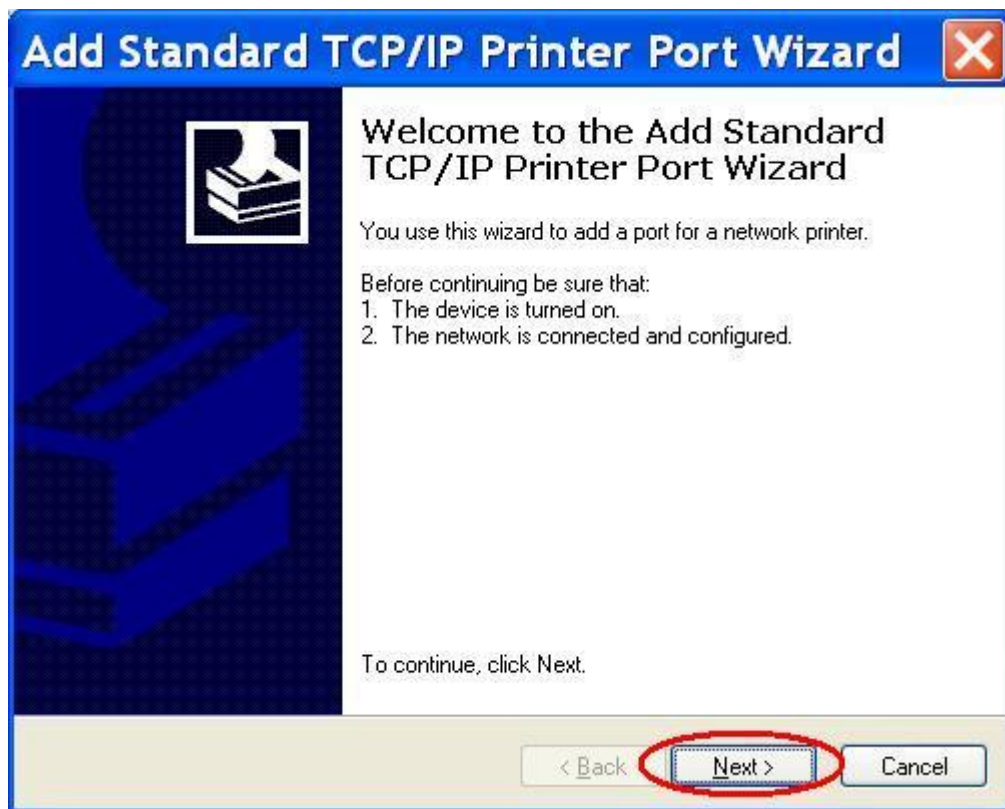 Add Standard TCP/IP Printer Port Wizard
Welcome to the Add Standard
TCP/IP Printer Port Wizard
You use this wizard to add a port for a network printer.
Before continuing be sure that:
1. The device is turned on.
2. The network is connected and configured.
To continue, click Next.
< Back
Next >
Cancel